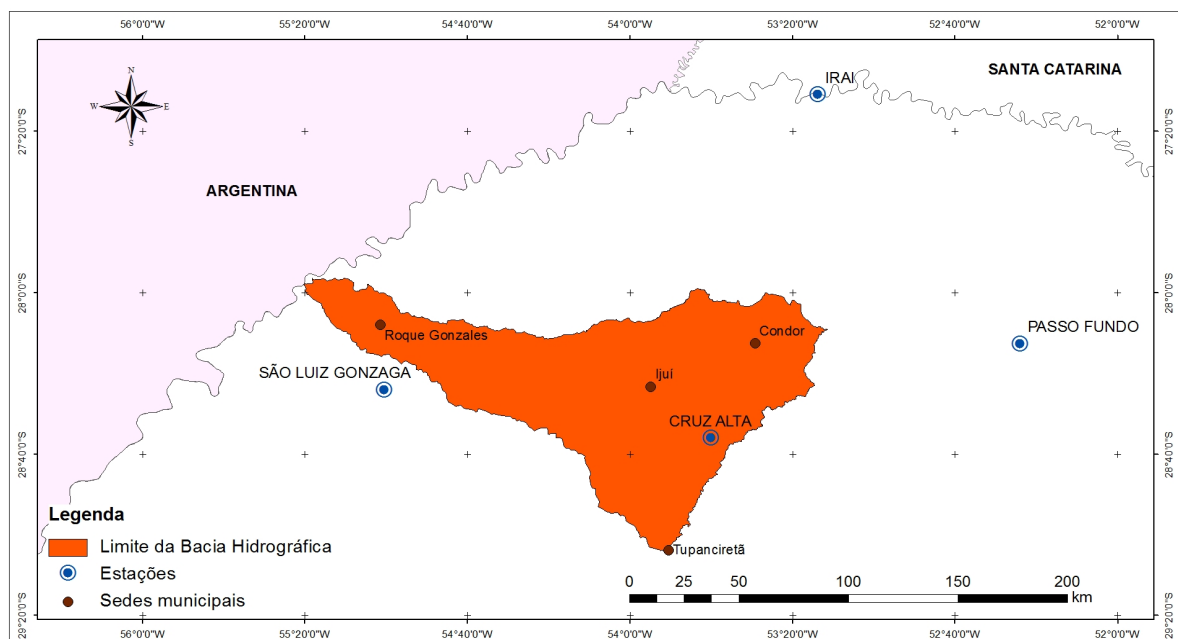 56°0'0"W 55°20'0"W 54°40'0"W 54°0'0"W 53°20'0"W 52°40'0"W 52°0'0"W
N
W E
S
IRAI
SANTA CATARINA
27°20'0"S 27°20'0"S
ARGENTINA
28°0'0"S 28°0'0"S
Roque Gonzales
Condor
PASSO FUNDO
SÃO LUIZ GONZAGA
Ijuí
CRUZ ALTA
28°40'0"S 28°40'0"S
Legenda
Limite da Bacia Hidrográfica
Estações
Sedes municipais
Tupanciretã
0 25 50 100 150 200
km
29°20'0"S 29°20'0"S
56°0'0"W 55°20'0"W 54°40'0"W 54°0'0"W 53°20'0"W 52°40'0"W 52°0'0"W